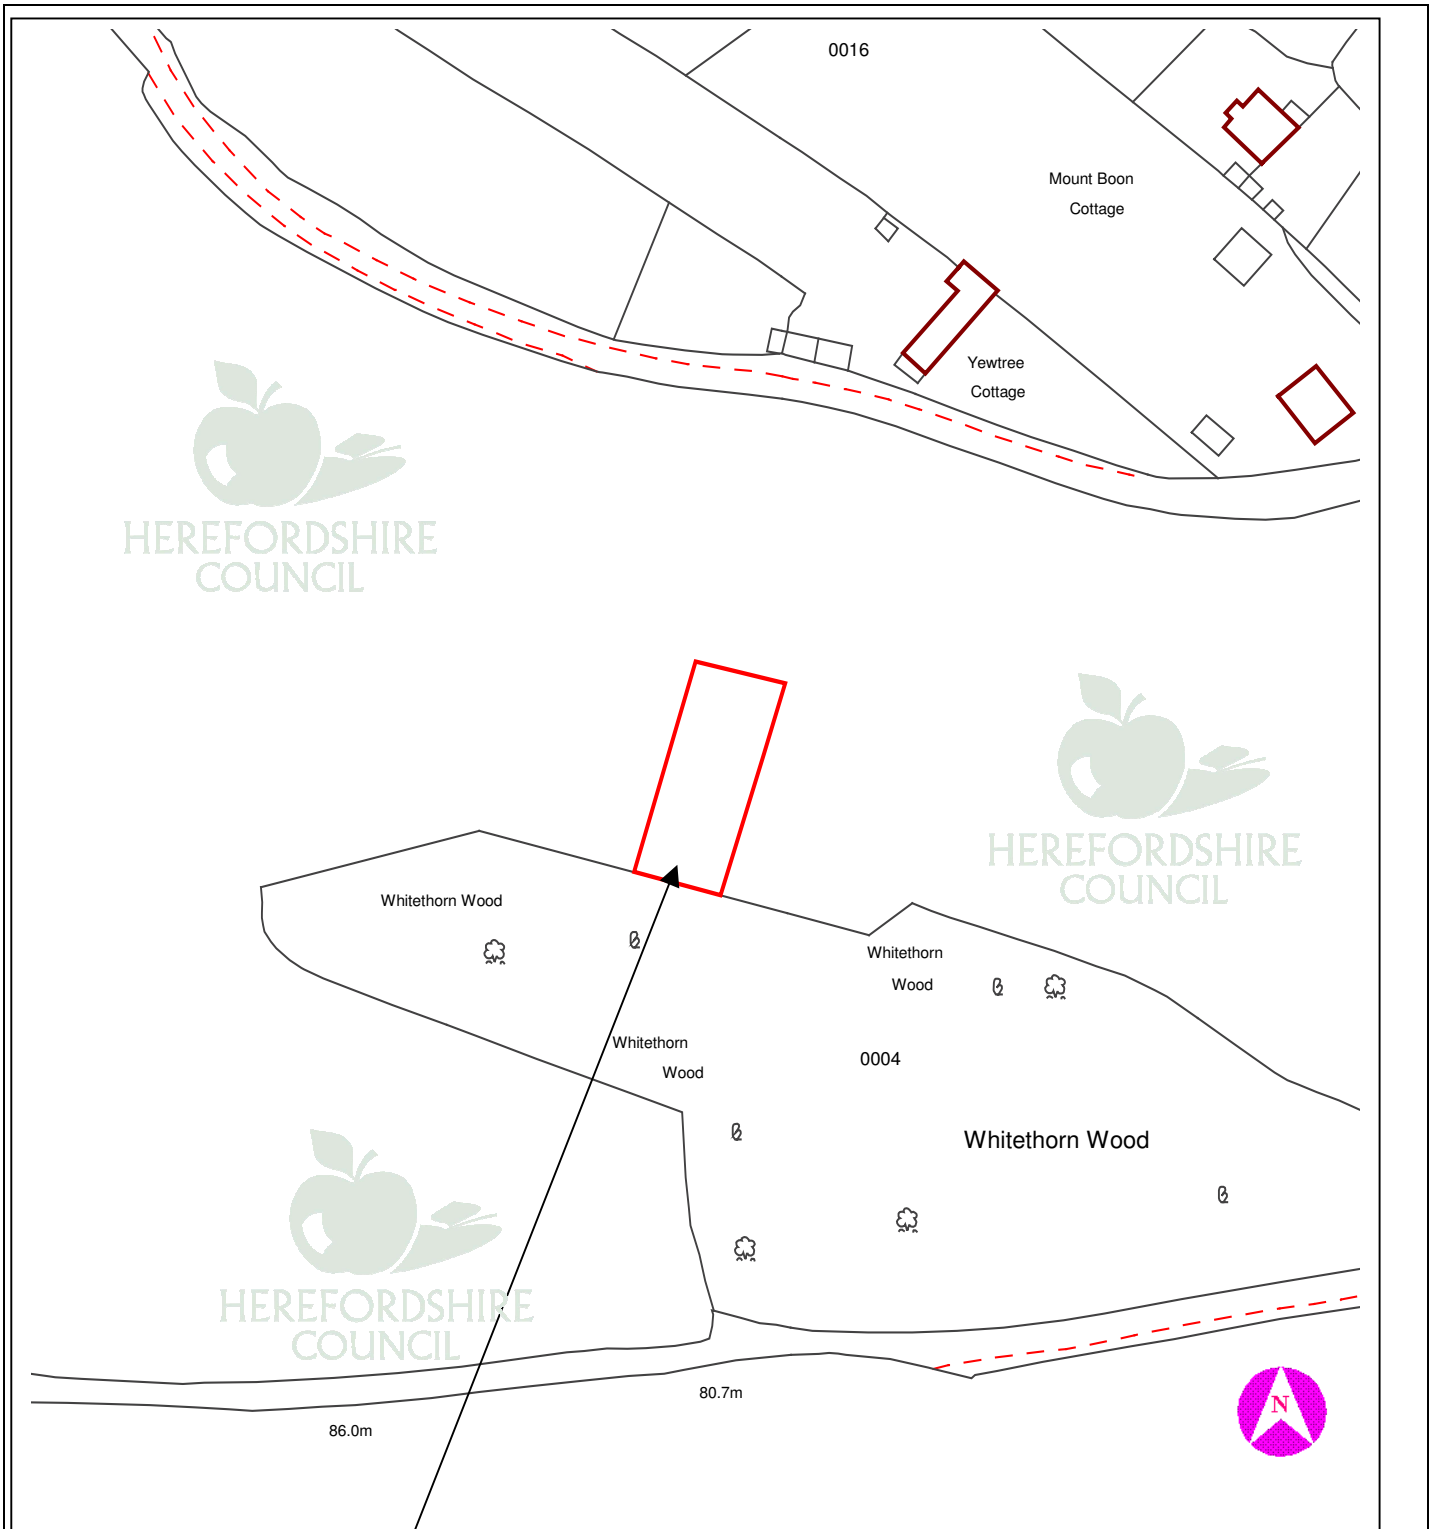 0016
Mount Boon
Cottage
Yewtree
Cottage
HEREFORDSHIRE
COUNCIL
HEREFORDSHIRE
COUNCIL
Whitethorn Wood
Whitethorn
Wood
Whitethorn
Wood
0004
Whitethorn Wood
HEREFORDSHIRE
COUNCIL
80.7m
86.0m
N